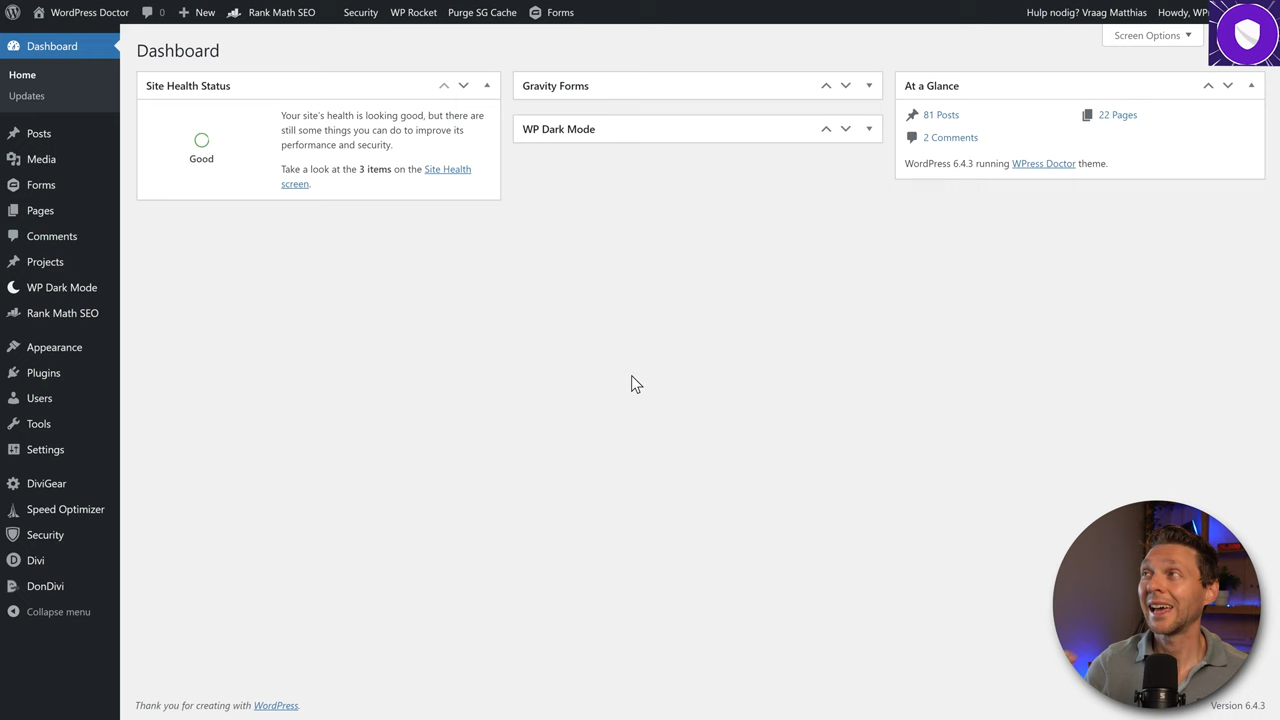 WordPress Doctor 0 New Rank Math SEO Security WP Rocket Purge SG Cache Forms Hulp nodig? Vraag Matthias Howdy,
Screen Options
Dashboard
Home
Updates
Posts
Media
Forms
Pages
Comments
Projects
WP Dark Mode
Rank Math SEO
Appearance
Plugins
Users
Tools
Settings
DiviGear
Speed Optimizer
Security
Divi
DonDivi
Collapse menu
Dashboard
Site Health Status
Good
Your site's health is looking good, but there are
still some things you can do to improve its
performance and security.
Take a look at the 3 items on the Site Health
screen.
Gravity Forms
WP Dark Mode
At a Glance
81 Posts
22 Pages
2 Comments
WordPress 6.4.3 running WPress Doctor theme.
Thank you for creating with WordPress.
Version 6.4.3